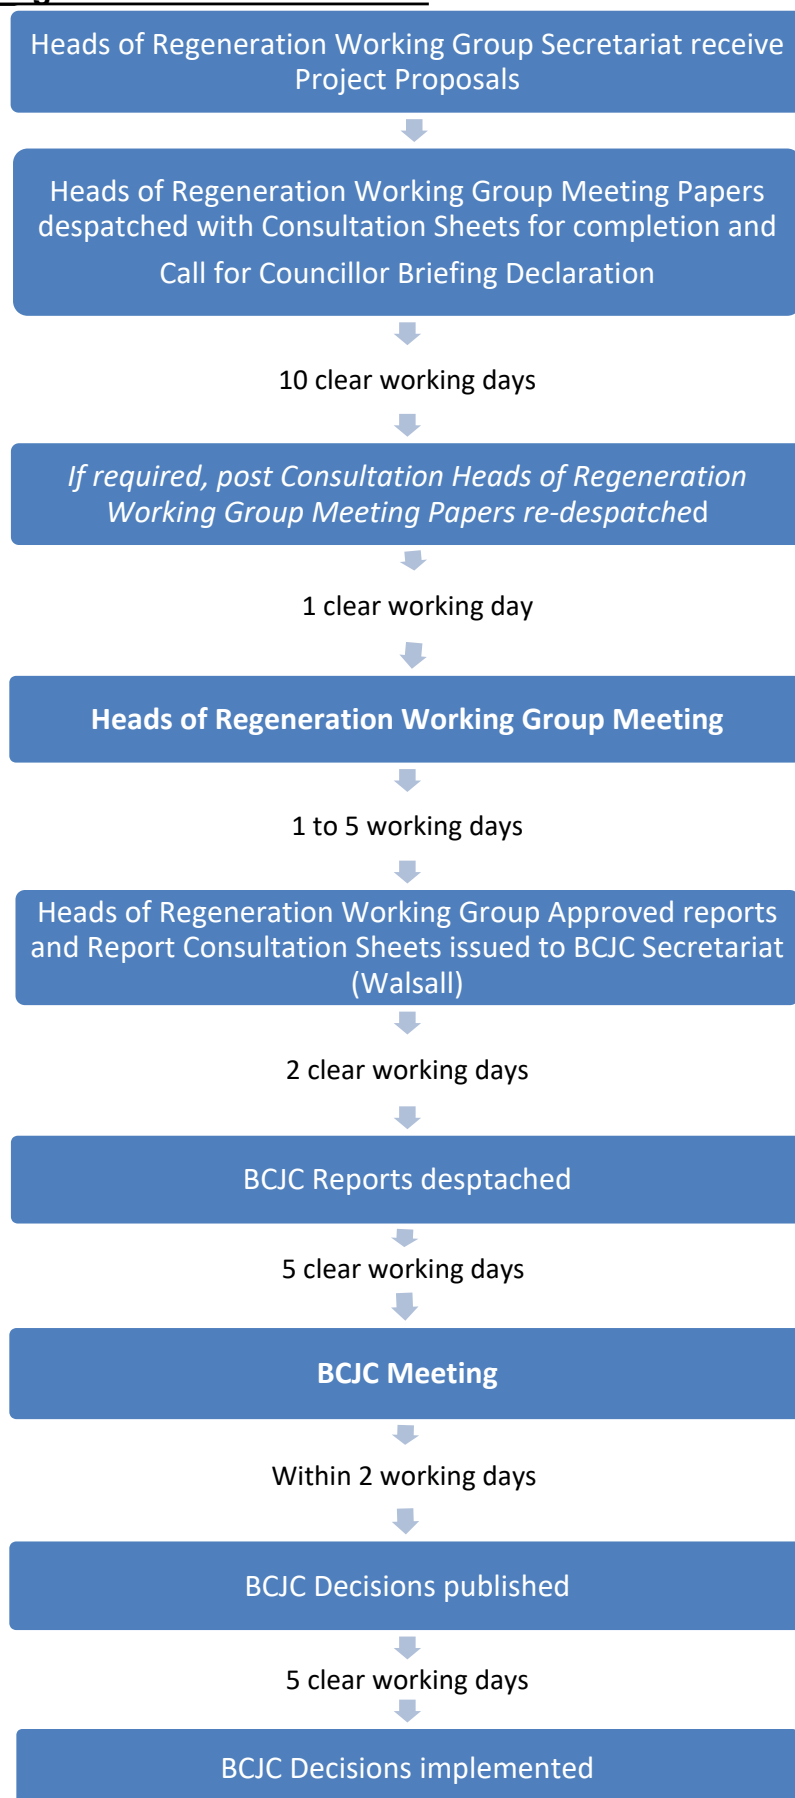 Heads of Regeneration Working Group Secretariat receive
Project Proposals
Heads of Regeneration Working Group Meeting Papers
despatched with Consultation Sheets for completion and
Call for Councillor Briefing Declaration
10 clear working days
If required, post Consultation Heads of Regeneration
Working Group Meeting Papers re-despatched
1 clear working day
Heads of Regeneration Working Group Meeting
1 to 5 working days
Heads of Regeneration Working Group Approved reports
and Report Consultation Sheets issued to BCJC Secretariat
(Walsall)
2 clear working days
BCJC Reports desptached
5 clear working days
BCJC Meeting
Within 2 working days
BCJC Decisions published
5 clear working days
BCJC Decisions implemented